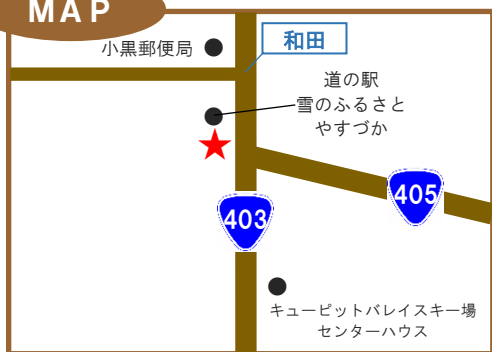 MAP
小黒郵便局
和田
道の駅
雪のふるさと
やすづか
405
403
キューピットバレイスキー場
センターハウス